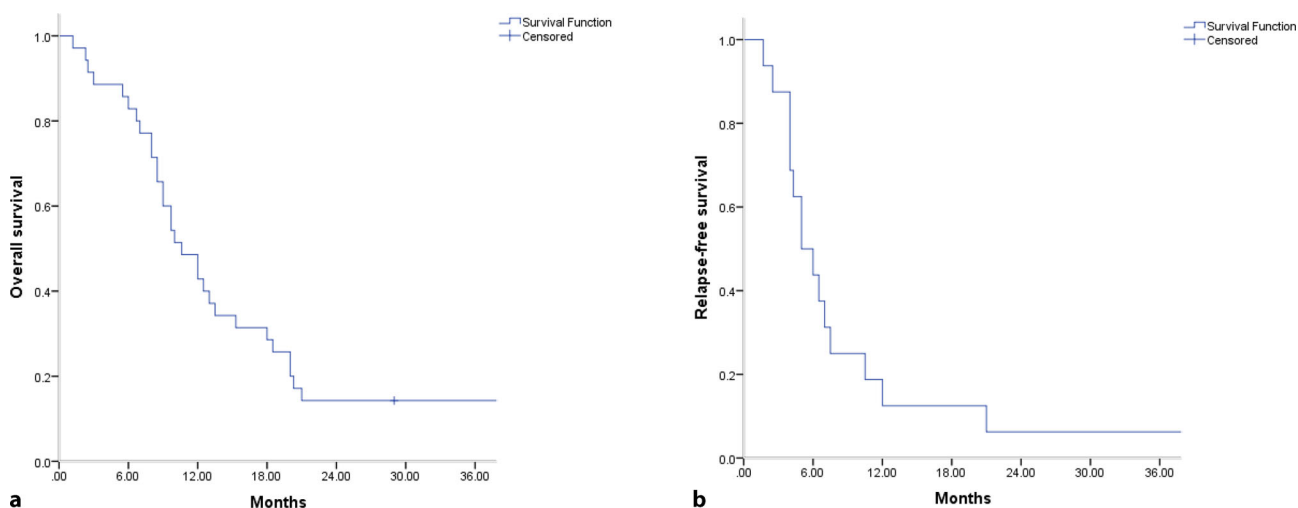 Survival Function
Censored
1.0
0.8
0.6
0.4
0.2
0.0
Overall survival
.00 6.00 12.00 18.00 24.00 30.00 36.00
Months
a
Survival Function
Censored
1.0
0.8
0.6
0.4
0.2
0.0
Relapse-free survival
.00 6.00 12.00 18.00 24.00 30.00 36.00
Months
b